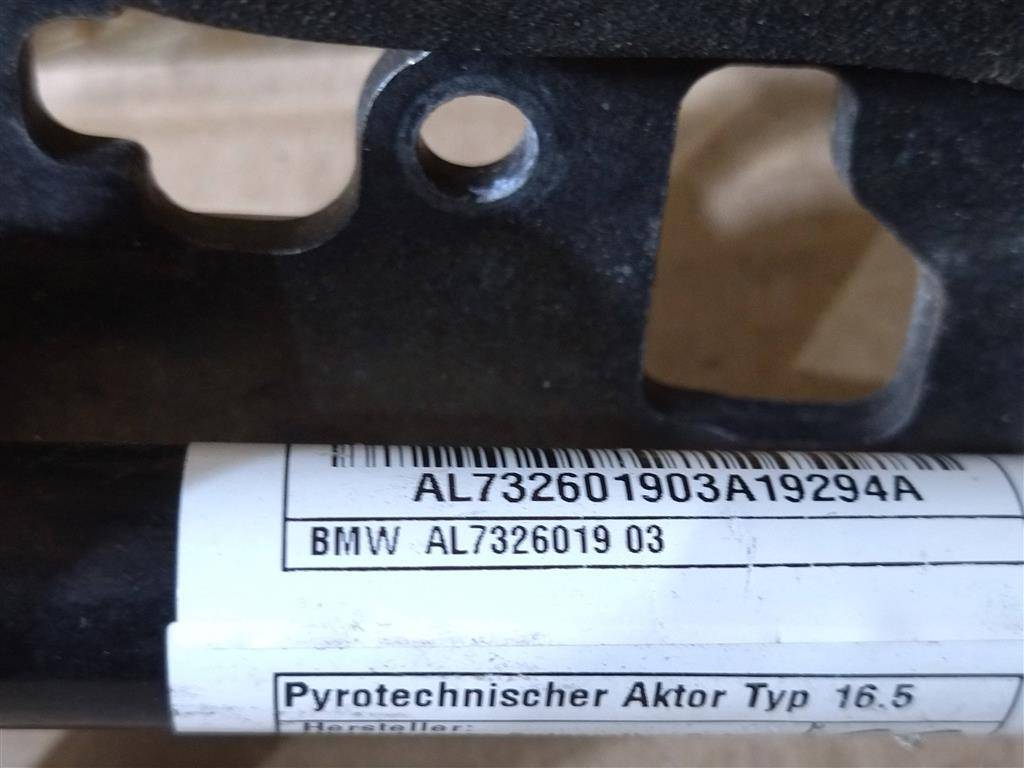 AL732601903A19294A
BMW AL7326019 03
Pyrotechnischer Aktor Typ 16.5
Hersteller: